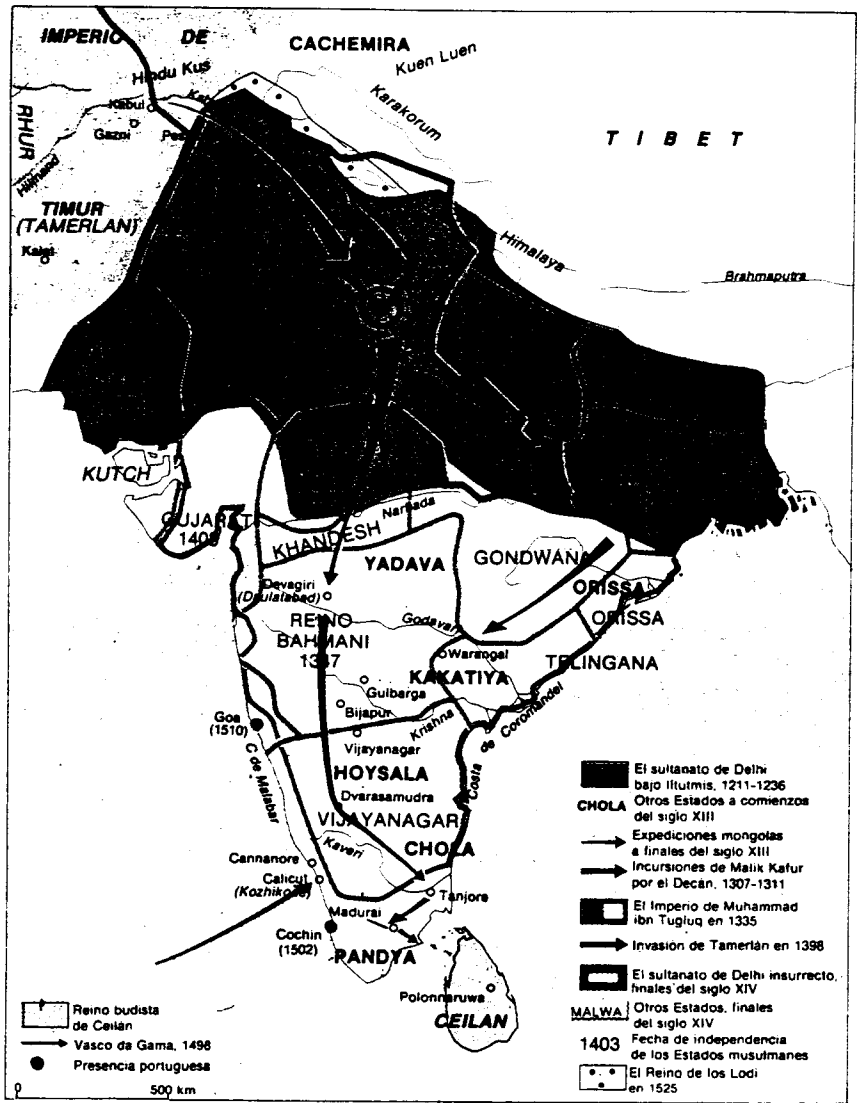 IMPERIO DE
CACHEMIRA
Hindu Kus
Kuen Luen
Karakorum
RHUR
Kabul
Gazni
TIBET
TIMUR
(TAMERLAN)
Himalaya
Brahmaputra
KUTCH
GUJARAT
Narbada
KHANDESH
YADAVA
GONDWANA
Devagiri
(Daulatabad)
ORISSA
ORISSA
REINO
BAHMANI
1347
Godavari
Warangal
TELINGANA
KAKATIYA
Gulbarga
Bijapur
Krishna
Costa de Coromandel
Goa
(1510)
Vijayanagar
C de Malabar
HOYSALA
Dvarasamudra
VIJAYANAGAR
Kaveri
CHOLA
Cannanore
Calicut
(Kozhikode)
Tanjore
Madurai
Cochin
(1502)
PANDYA
Polonnaruwa
CEILAN
El sultanato de Delhi
bajo Iltutmis, 1211-1236
CHOLA Otros Estados a comienzos
del siglo XIII
Expediciones mongolas
a finales del siglo XIII
Incursiones de Malik Kafur
por el Decán, 1307-1311
El Imperio de Muhammad
ibn Tugluq en 1335
Invasión de Tamerlán en 1398
El sultanato de Delhi insurrecto,
finales del siglo XIV
MALWA Otros Estados, finales
del siglo XIV
1403 Fecha de independencia
de los Estados musulmanes
El Reino de los Lodi
en 1525
Reino budista
de Ceilán
Vasco da Gama, 1498
Presencia portuguesa
0 500 km